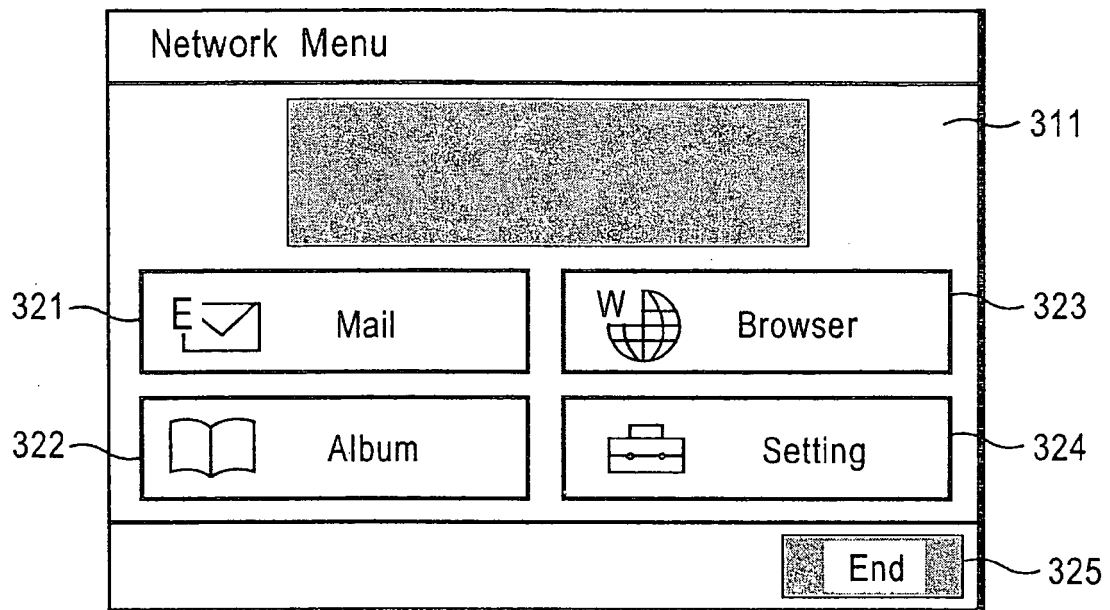 Network Menu
311
321
E
Mail
W
Browser
323
322
Album
Setting
324
End
325